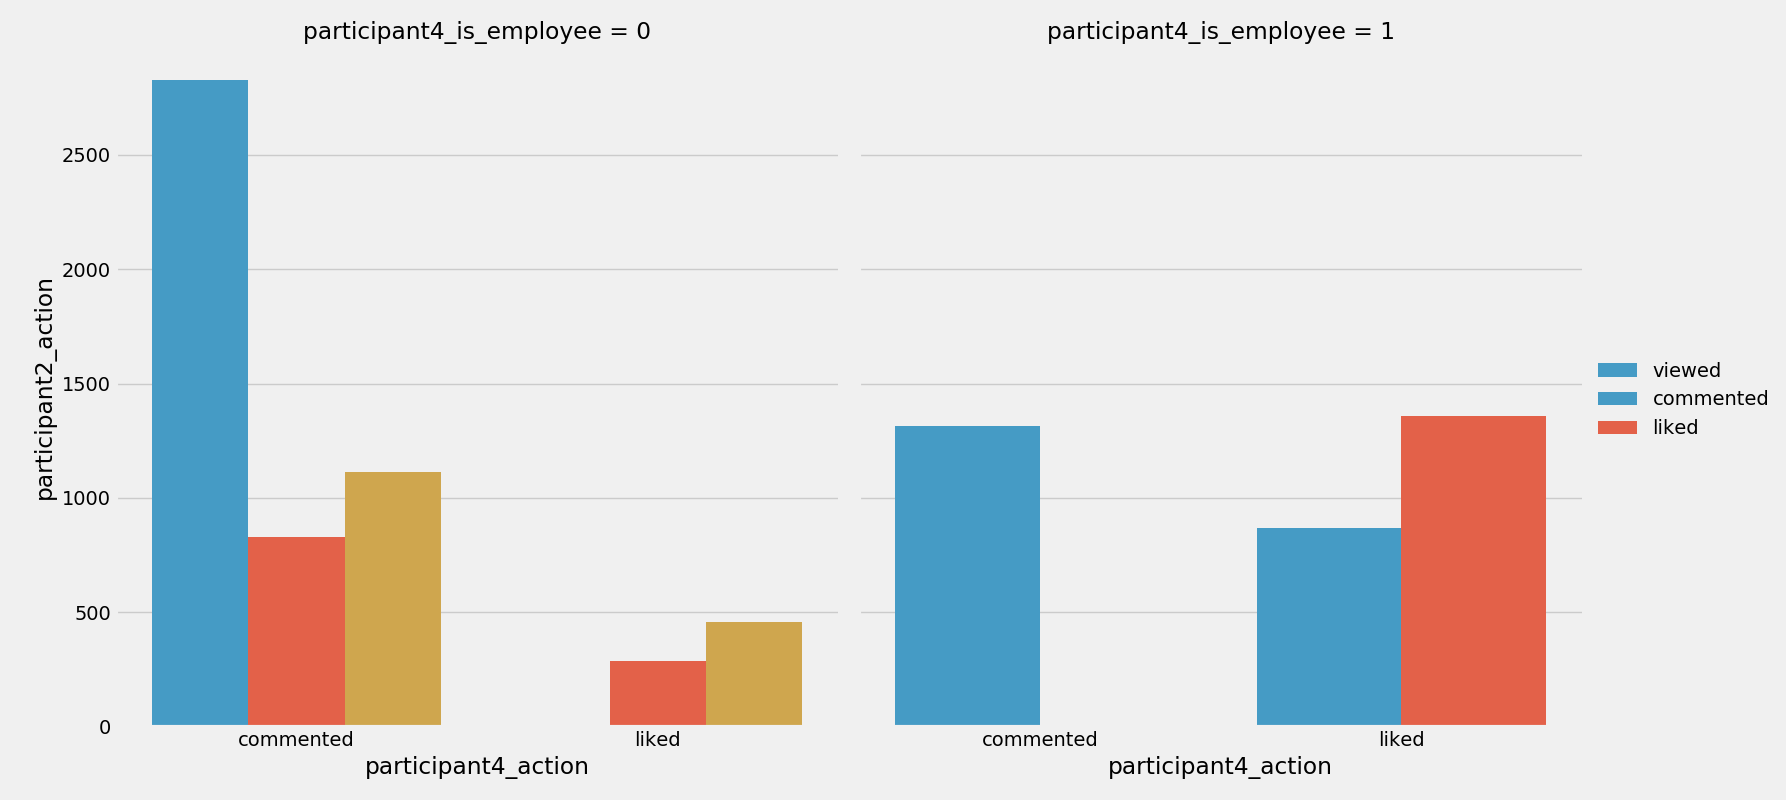 participant4_is_employee = 0
participant4_is_employee = 1
participant2_action
2500
2000
1500
1000
500
0
commented
liked
commented
liked
participant4_action
participant4_action
viewed
commented
liked